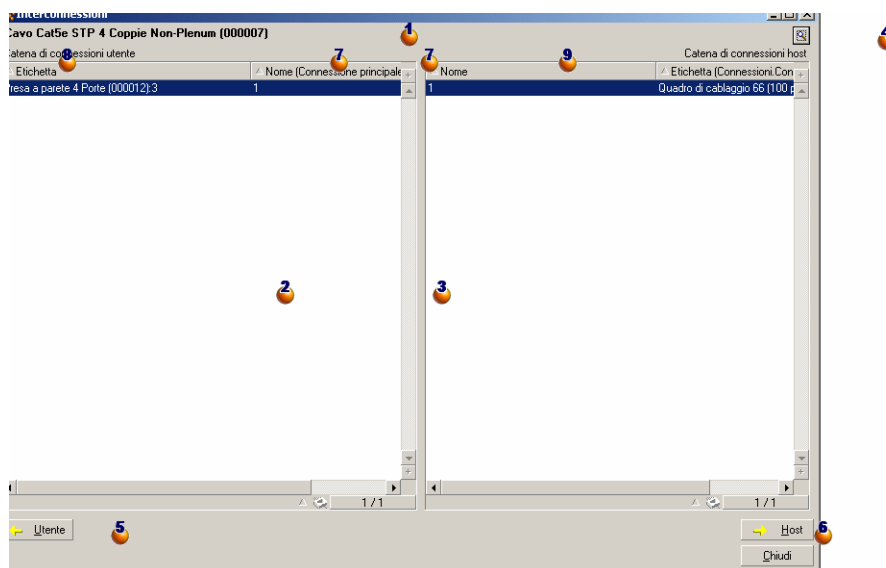 Interconnessioni
Cavo Cat5e STP 4 Coppie Non-Plenum (000007)
1
4
Catena di connessioni utente
Catena di connessioni host
8
7
7
9
Etichetta
Nome (Connessione principale
Nome
Etichetta (Connessioni.Con
Presa a parete 4 Porte (000012):3
1
1
Quadro di cablaggio 66 (100 p
2
3
1 / 1
1 / 1
Utente
5
Host
6
Chiudi